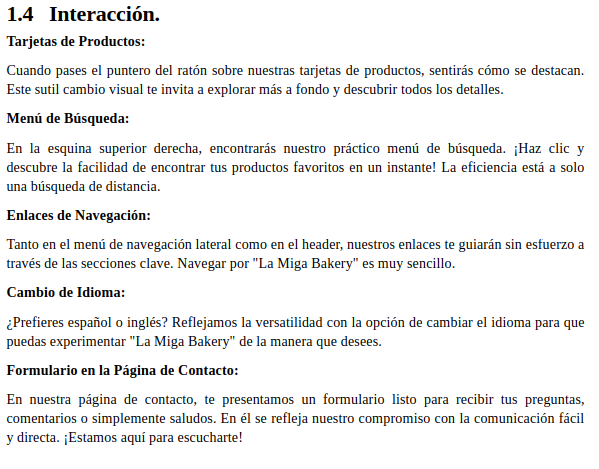 1.4 Interacción.
Tarjetas de Productos:
Cuando pases el puntero del ratón sobre nuestras tarjetas de productos, sentirás cómo se destacan.
Este sutil cambio visual te invita a explorar más a fondo y descubrir todos los detalles.
Menú de Búsqueda:
En la esquina superior derecha, encontrarás nuestro práctico menú de búsqueda. ¡Haz clic y
descubre la facilidad de encontrar tus productos favoritos en un instante! La eficiencia está a solo
una búsqueda de distancia.
Enlaces de Navegación:
Tanto en el menú de navegación lateral como en el header, nuestros enlaces te guiarán sin esfuerzo a
través de las secciones clave. Navegar por "La Miga Bakery" es muy sencillo.
Cambio de Idioma:
¿Prefieres español o inglés? Reflejamos la versatilidad con la opción de cambiar el idioma para que
puedas experimentar "La Miga Bakery" de la manera que desees.
Formulario en la Página de Contacto:
En nuestra página de contacto, te presentamos un formulario listo para recibir tus preguntas,
comentarios o simplemente saludos. En él se refleja nuestro compromiso con la comunicación fácil
y directa. ¡Estamos aquí para escucharte!